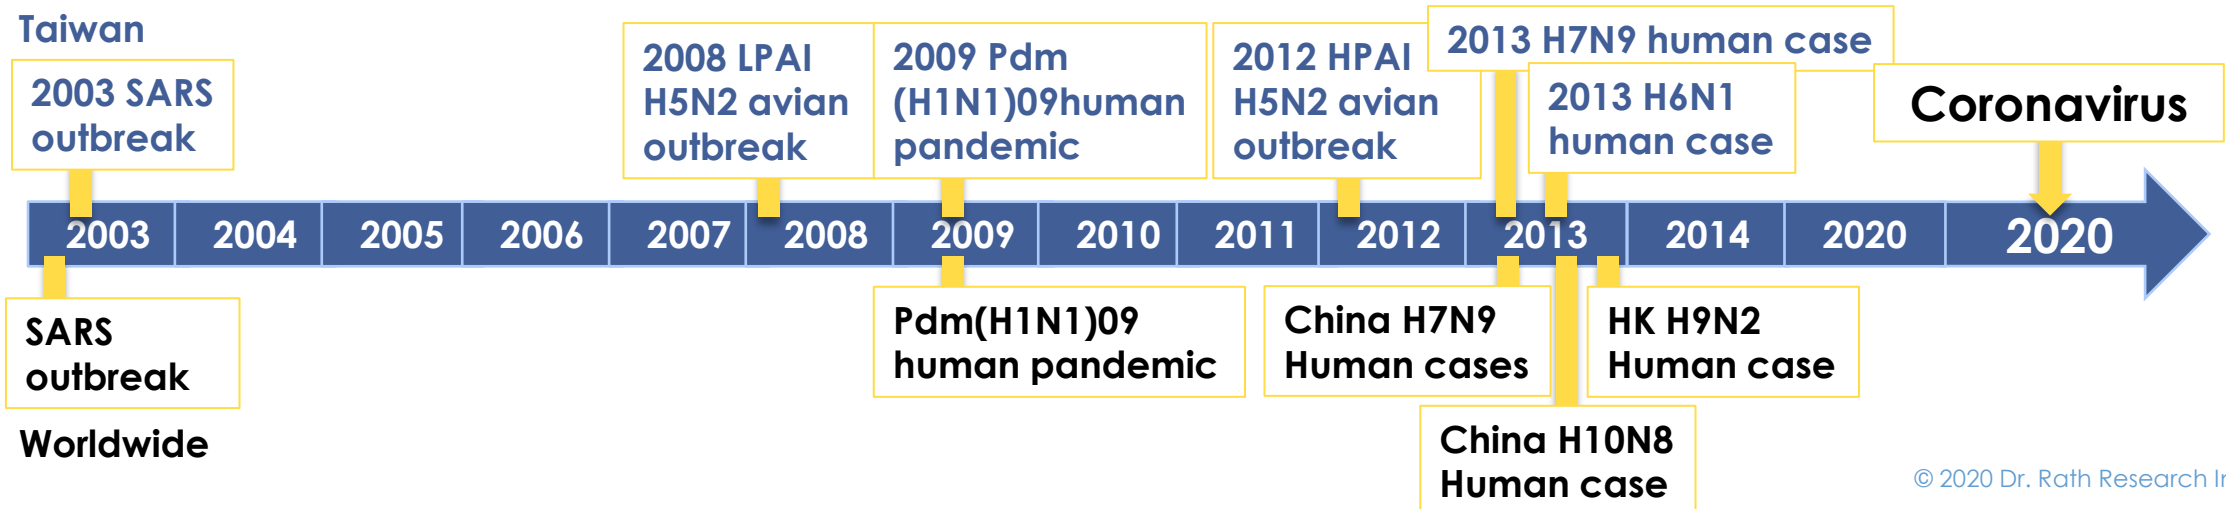 Taiwan
2003 SARS
outbreak
2008 LPAI
H5N2 avian
outbreak
2009 Pdm
(H1N1)09human
pandemic
2012 HPAI
H5N2 avian
outbreak
2013 H7N9 human case
2013 H6N1
human case
Coronavirus
2003 2004 2005 2006 2007 2008 2009 2010 2011 2012 2013 2014 2020 2020
SARS
outbreak
Pdm(H1N1)09
human pandemic
China H7N9
Human cases
HK H9N2
Human case
China H10N8
Human case
Worldwide
© 2020 Dr. Rath Research